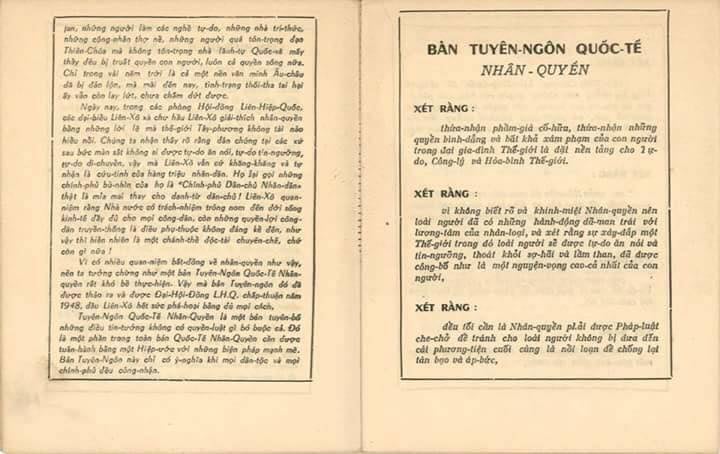 jan, những người làm các nghề tự-do, những nhà trí-thức,
những công-nhân thợ nề, những người quá tôn-trọng đạo
Thiên-Chúa mà không tôn-trọng nhà lãnh-tụ Quốc-xã mấy
thảy đều bị truất quyền con người, luôn cả quyền sống nữa.
Chỉ trong vài năm trời là cả một nền văn minh Âu-châu
đã bị đảo lộn, mà mãi đến nay, tình-trạng thối-tha tai hại
ấy vẫn còn lay lứt, chưa chấm dứt được.
Ngày nay, trong các phòng Hội-đồng Liên-Hiệp-Quốc,
các đại-biểu Liên-Xô và chư hầu Liên-Xô giải-thích nhân-quyền
bằng những lời lẽ mà thế-giới Tây-phương không tài nào
hiểu nổi. Chúng ta nhận thấy rõ rằng dân chúng tại các xứ
sau bức màn sắt không si được tự-do ăn nói, tự-do tín-ngưỡng,
tự-do di-chuyển, vậy mà Liên-Xô vẫn cứ khăng-khăng và tự
nhận là cứu-tinh của hàng triệu nhân-dân. Họ lại gọi những
chính-phủ bù-nhìn của họ là "Chính-phủ Dân-chủ Nhân-dân»
thật là mỉa mai thay cho danh-từ dân-chủ ! Liên-Xô quan-
niệm rằng Nhà nước có trách-nhiệm trông nom đến đời sống
kinh-tế đầy đủ cho mọi công-dân, còn những quyền-lợi công-
dân truyền-thống là điều phụ-thuộc không đáng kể đến, như
vậy thì hiển nhiên là một chánh-thể độc-tài chuyên-chế, chứ
còn gì nữa !
Vì có nhiều quan-niệm bất-đồng về nhân-quyền như vậy,
nên ta tưởng chừng như một bản Tuyên-Ngôn Quốc-Tế Nhân-
quyền rất khó bề thực-hiện. Vậy mà bản Tuyên-ngôn đó đã
được thảo ra và được Đại-Hội-Đồng L.H.Q. chấp-thuận năm
1948, dầu Liên-Xô hết sức phá-hoại bằng đủ mọi cách.
Tuyên-Ngôn Quốc-Tế Nhân-Quyền là một bản tuyên-bố
những điều tin-tưởng không có quyền-luật gì bó buộc cả. Đó
là một phần trong toàn bản Quốc-Tế Nhân-Quyền cần được
tuân-hành bằng một Hiệp-ước với những biện pháp mạnh mẽ.
Bản Tuyên-Ngôn này chỉ có ý-nghĩa khi mọi dân-tộc và mọi
chính-phủ đều công-nhận.
BẢN TUYÊN-NGÔN QUỐC-TẾ
NHÂN - QUYỀN
XÉT RẰNG :
thừa-nhận phẩm-giá cố-hữu, thừa-nhận những
quyền bình-đẳng và bất khả xâm phạm của con người
trong đại gia-đình Thế-giới là đặt nền tảng cho Tự-
do, Công-lý và Hòa-bình Thế-giới.
XÉT RẰNG :
vì không biết rõ và khinh-miệt Nhân-quyền nên
loài người đã có những hành-động dã-man trái với
lương-tâm của nhân-loại, và xét rằng sự xây-đắp một
Thế-giới trong đó loài người sẽ được tự-do ăn nói và
tín-ngưỡng, thoát khỏi sợ-hãi và lầm than, đã được
công-bố như là một nguyện-vọng cao-cả nhất của con
người,
XÉT RẰNG :
đều tối cần là Nhân-quyền phải được Pháp-luật
che-chở để tránh cho loài người không bị đưa đến
cái phương-tiện cuối cùng là nổi loạn để chống lại
tàn bạo và áp-bức,